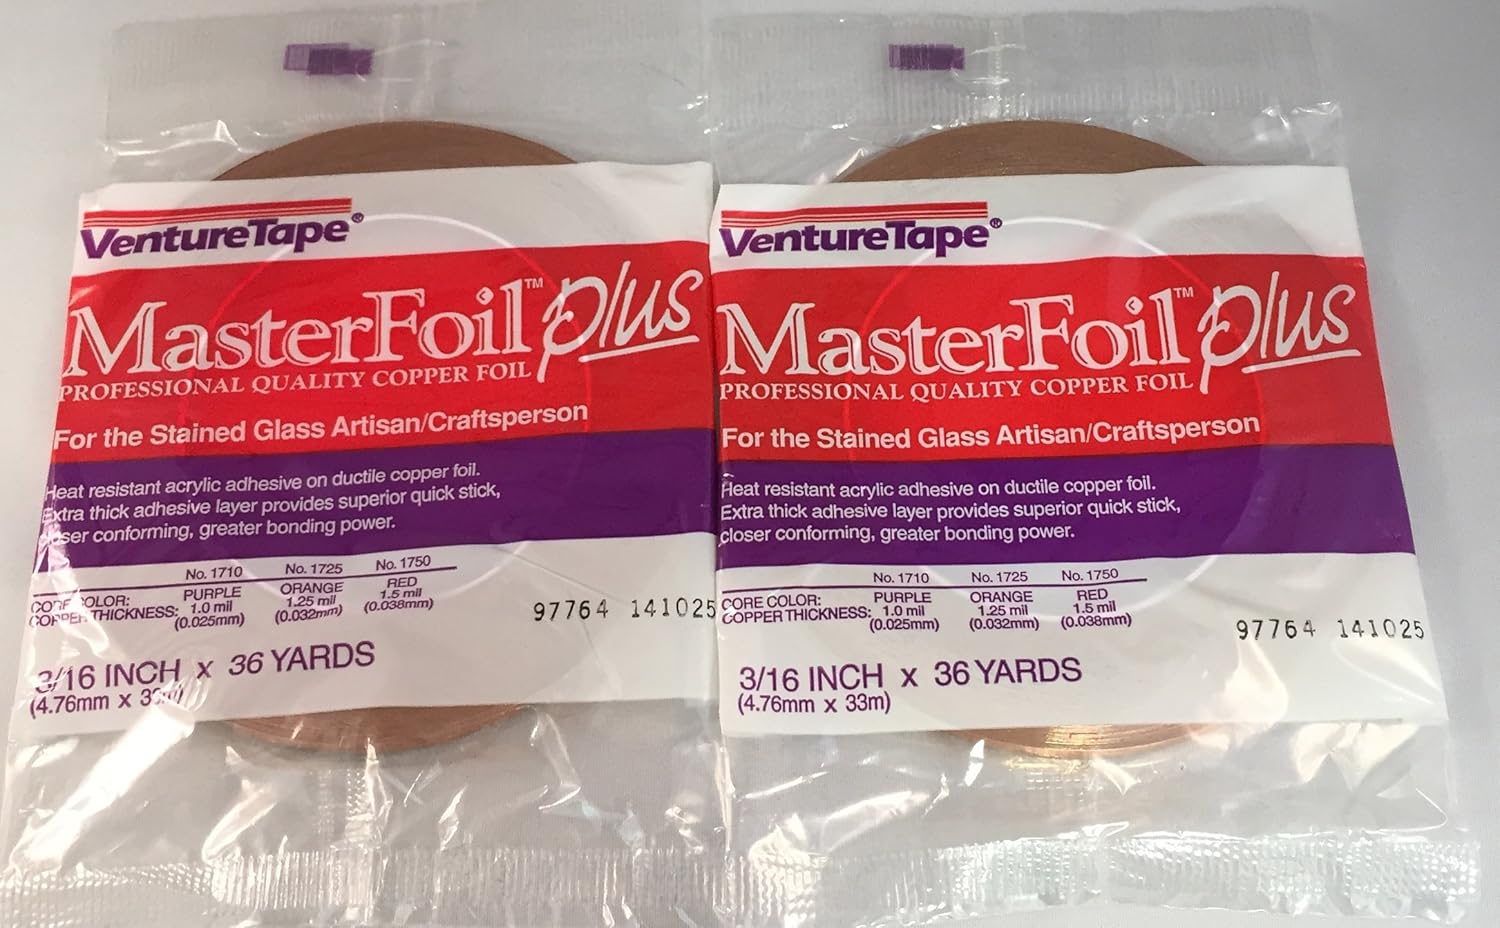 VentureTape®
MasterFoil™ plus
PROFESSIONAL QUALITY COPPER FOIL
For the Stained Glass Artisan/Craftsperson
Heat resistant acrylic adhesive on ductile copper foil.
Extra thick adhesive layer provides superior quick stick,
closer conforming, greater bonding power.
No. 1710 No. 1725 No. 1750
CORE COLOR: PURPLE ORANGE RED
COPPER THICKNESS: 1.0 mil 1.25 mil 1.5 mil
(0.025mm) (0.032mm) (0.038mm)
97764 141025
3/16 INCH x 36 YARDS
(4.76mm x 33m)
VentureTape®
MasterFoil™ plus
PROFESSIONAL QUALITY COPPER FOIL
For the Stained Glass Artisan/Craftsperson
Heat resistant acrylic adhesive on ductile copper foil.
Extra thick adhesive layer provides superior quick stick,
closer conforming, greater bonding power.
No. 1710 No. 1725 No. 1750
CORE COLOR: PURPLE ORANGE RED
COPPER THICKNESS: 1.0 mil 1.25 mil 1.5 mil
(0.025mm) (0.032mm) (0.038mm)
97764 141025
3/16 INCH x 36 YARDS
(4.76mm x 33m)